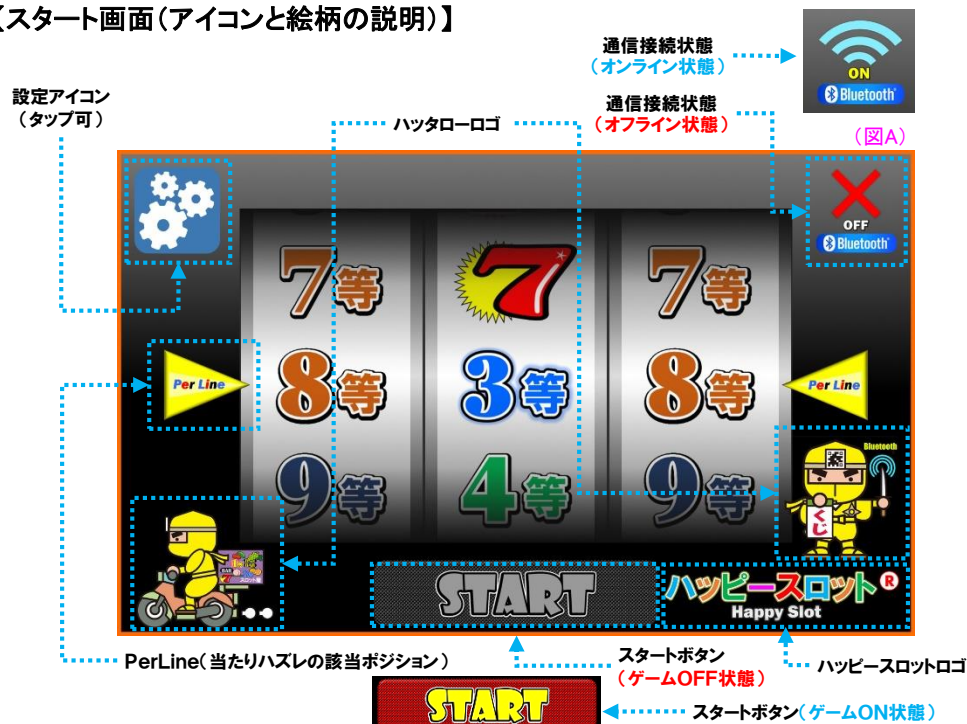 【スタート画面(アイコンと絵柄の説明)】
通信接続状態
(オンライン状態)
ON
Bluetooth
設定アイコン
(タップ可)
ハッタローロゴ
通信接続状態
(オフライン状態)
(図A)
OFF
Bluetooth
7等
7
7等
Per Line
8等
3等
8等
Per Line
9等
4等
9等
Bluetooth
くじ
START
ハッピースロット®
Happy Slot
PerLine(当たりハズレの該当ポジション)
スタートボタン
(ゲームOFF状態)
ハッピースロットロゴ
START
スタートボタン(ゲームON状態)